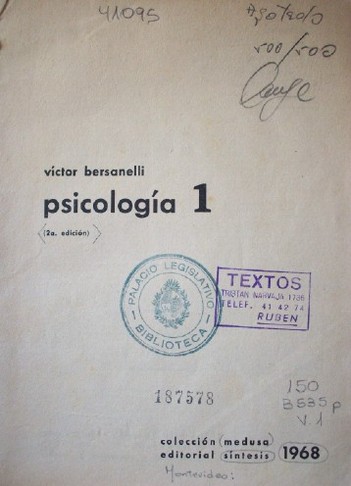 41095
victor bersanelli
psicología 1
(2a. edición)
PALACIO LEGISLATIVO
BIBLIOTECA
TEXTOS
TRISTAN NARVAJA 1736
TELEF. 41 42 74
RUBEN
187578
150
B535p
V.1
colección (medusa)
editorial (síntesis) 1968
Montevideo: